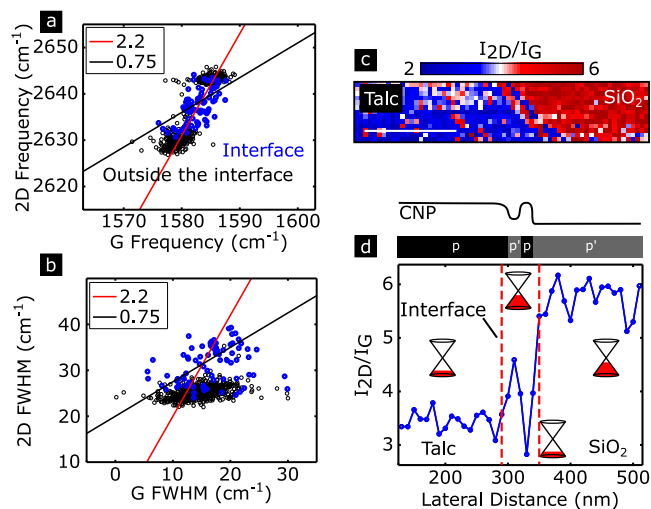 a
2D Frequency (cm⁻¹)
2650
2640
2630
2620
2.2
0.75
Interface
Outside the interface
1570 1580 1590 1600
G Frequency (cm⁻¹)
b
2D FWHM (cm⁻¹)
40
30
20
10
2.2
0.75
0 10 20 30
G FWHM (cm⁻¹)
c
I2D/IG
2 6
Talc SiO₂
CNP
d
p p' p p'
I2D/IG
6
5
4
3
Interface
Talc SiO₂
200 300 400 500
Lateral Distance (nm)